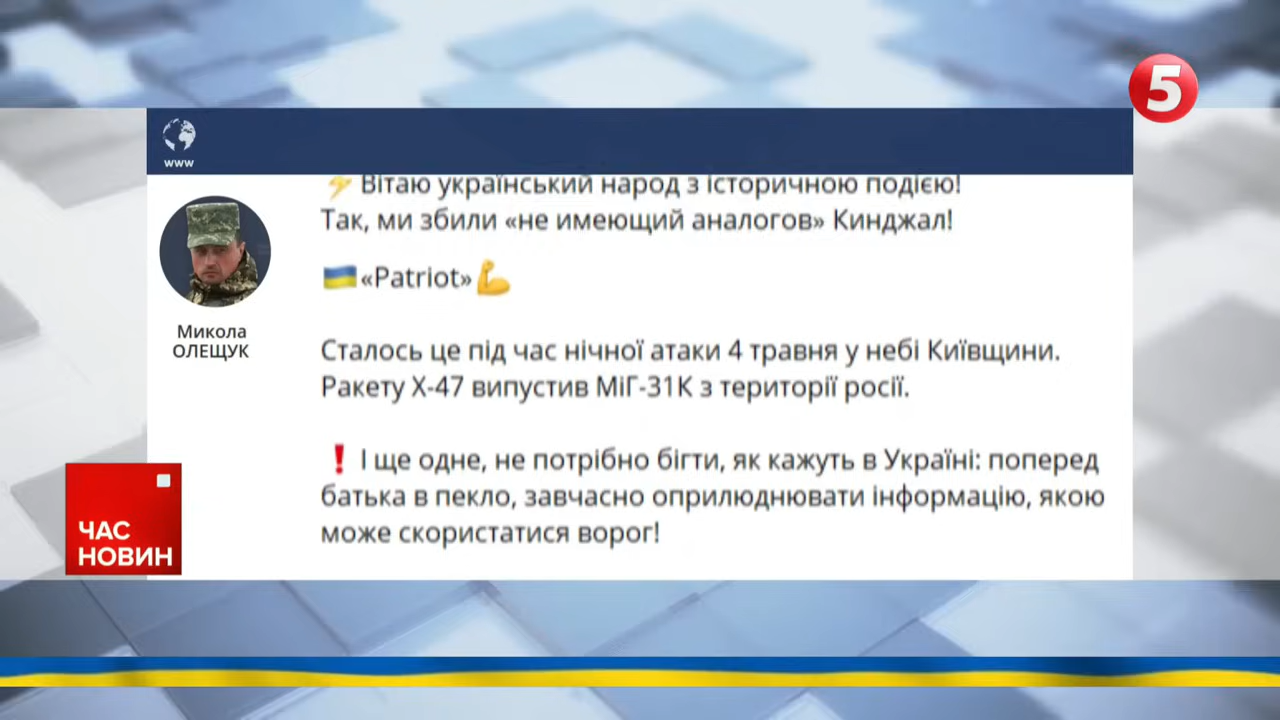 5
www
⚡ Вітаю український народ з історичною подією!
Так, ми збили «не имеющий аналогов» Кинджал!
🇺🇦«Patriot»💪
Микола
ОЛЕЩУК
Сталось це під час нічної атаки 4 травня у небі Київщини.
Ракету Х-47 випустив МіГ-31К з території росії.
❗ І ще одне, не потрібно бігти, як кажуть в Україні: поперед
батька в пекло, завчасно оприлюднювати інформацію, якою
може скористатися ворог!
ЧАС
НОВИН